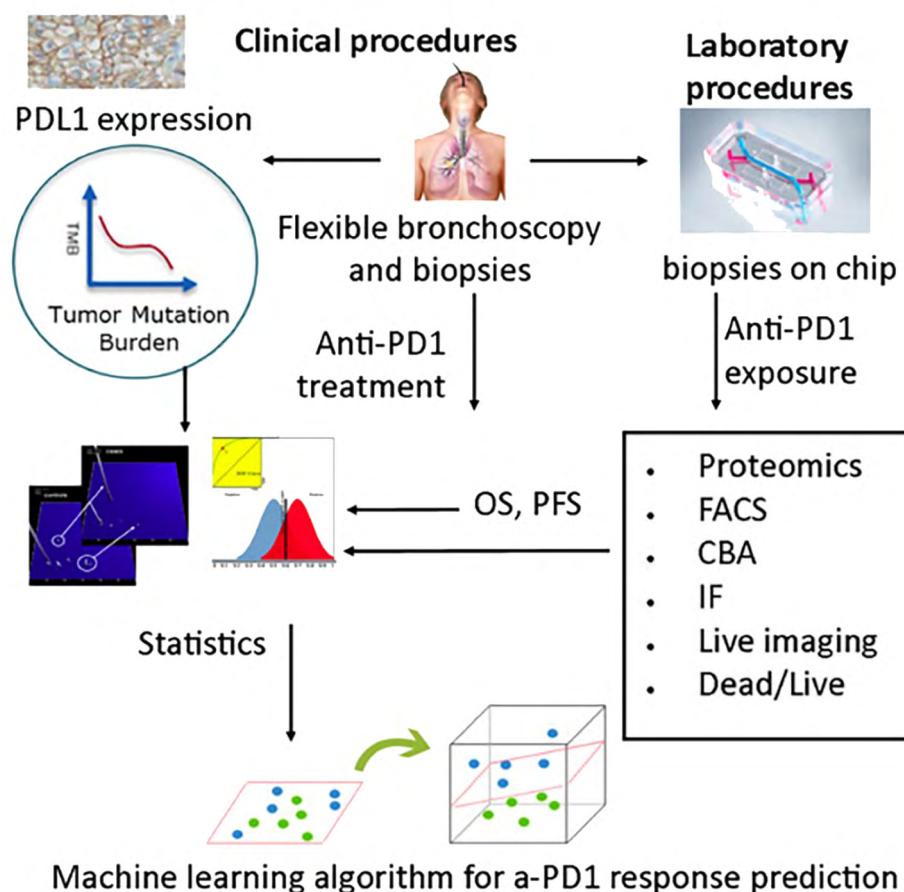 Clinical procedures
Laboratory
procedures
PDL1 expression
TMB
Tumor Mutation
Burden
Flexible bronchoscopy
and biopsies
biopsies on chip
Anti-PD1
treatment
Anti-PD1
exposure
controls
OS, PFS
Proteomics
FACS
CBA
IF
Live imaging
Dead/Live
Statistics
Machine learning algorithm for a-PD1 response prediction